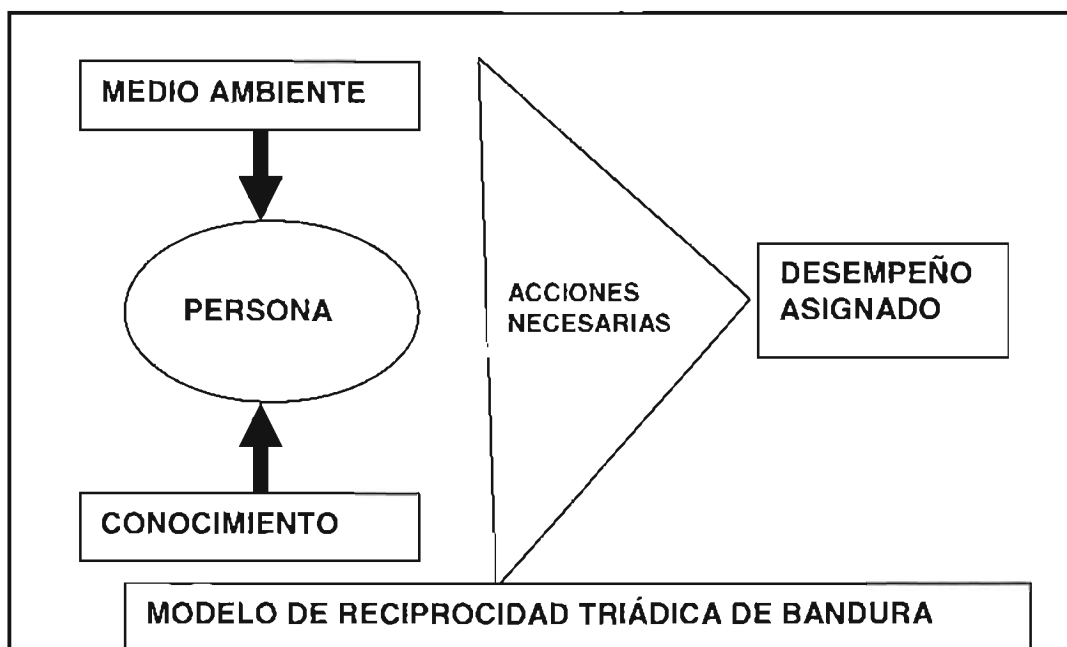 MEDIO AMBIENTE
PERSONA
CONOCIMIENTO
ACCIONES
NECESARIAS
DESEMPEÑO
ASIGNADO
MODELO DE RECIPROCIDAD TRIÁDICA DE BANDURA